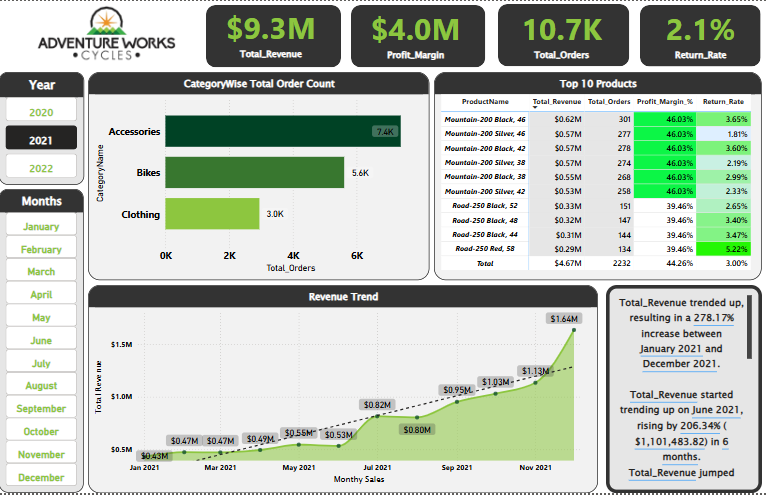 ADVENTURE WORKS
• CYCLES •
$9.3M
Total_Revenue
$4.0M
Profit_Margin
10.7K
Total_Orders
2.1%
Return_Rate
Year
2020
2021
2022
Months
January
February
March
April
May
June
July
August
September
October
November
December
CategoryWise Total Order Count
CategoryName
Accessories 7.4K
Bikes 5.6K
Clothing 3.0K
0K 2K 4K 6K
Total_Orders
Top 10 Products
ProductName Total_Revenue Total_Orders Profit_Margin_% Return_Rate
Mountain-200 Black, 46 $0.62M 301 46.03% 3.65%
Mountain-200 Silver, 46 $0.57M 277 46.03% 1.81%
Mountain-200 Black, 42 $0.57M 278 46.03% 3.60%
Mountain-200 Silver, 38 $0.57M 274 46.03% 2.19%
Mountain-200 Black, 38 $0.55M 268 46.03% 2.99%
Mountain-200 Silver, 42 $0.53M 258 46.03% 2.33%
Road-250 Black, 52 $0.33M 151 39.46% 2.65%
Road-250 Black, 48 $0.32M 147 39.46% 3.40%
Road-250 Black, 44 $0.31M 144 39.46% 3.47%
Road-250 Red, 58 $0.29M 134 39.46% 5.22%
Total $4.67M 2232 44.26% 3.00%
Revenue Trend
Total Revenue
$1.5M
$1.0M
$0.5M
$0.43M
$0.47M
$0.47M
$0.49M
$0.55M
$0.53M
$0.82M
$0.80M
$0.95M
$1.03M
$1.13M
$1.64M
Jan 2021 Mar 2021 May 2021 Jul 2021 Sep 2021 Nov 2021
Monthy Sales
Total_Revenue trended up,
resulting in a 278.17%
increase between
January 2021 and
December 2021.
Total_Revenue started
trending up on June 2021,
rising by 206.34% (
$1,101,483.82) in 6
months.
Total_Revenue jumped